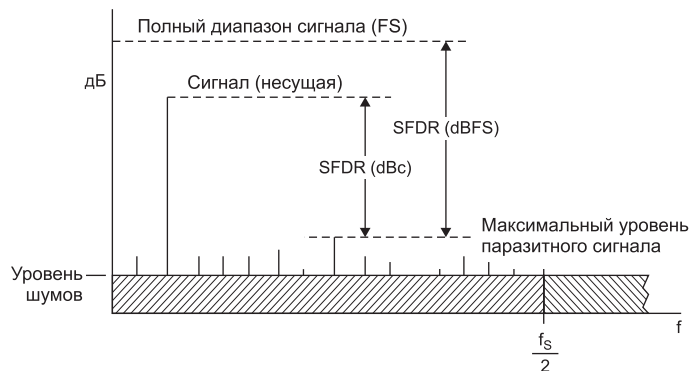 Полный диапазон сигнала (FS)
дБ
Сигнал (несущая)
SFDR (dBFS)
SFDR (dBc)
Максимальный уровень
паразитного сигнала
Уровень
шумов
f
fS
2